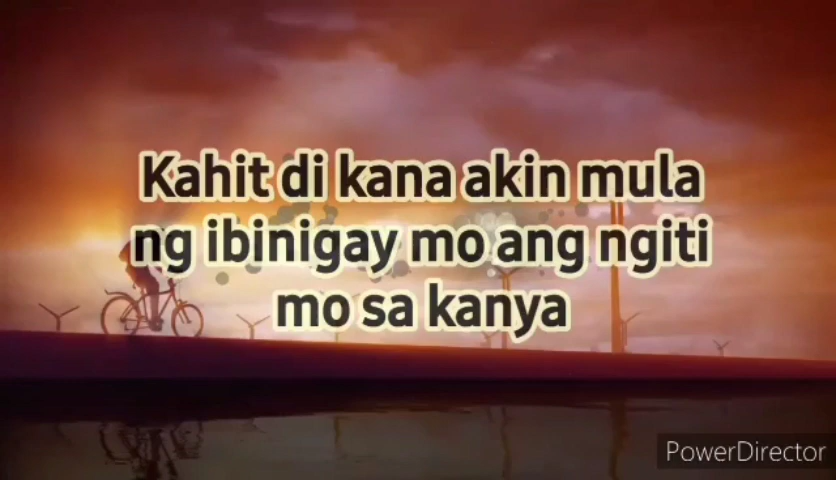 Kahit di kana akin mula
ng ibinigay mo ang ngiti
mo sa kanya
PowerDirector